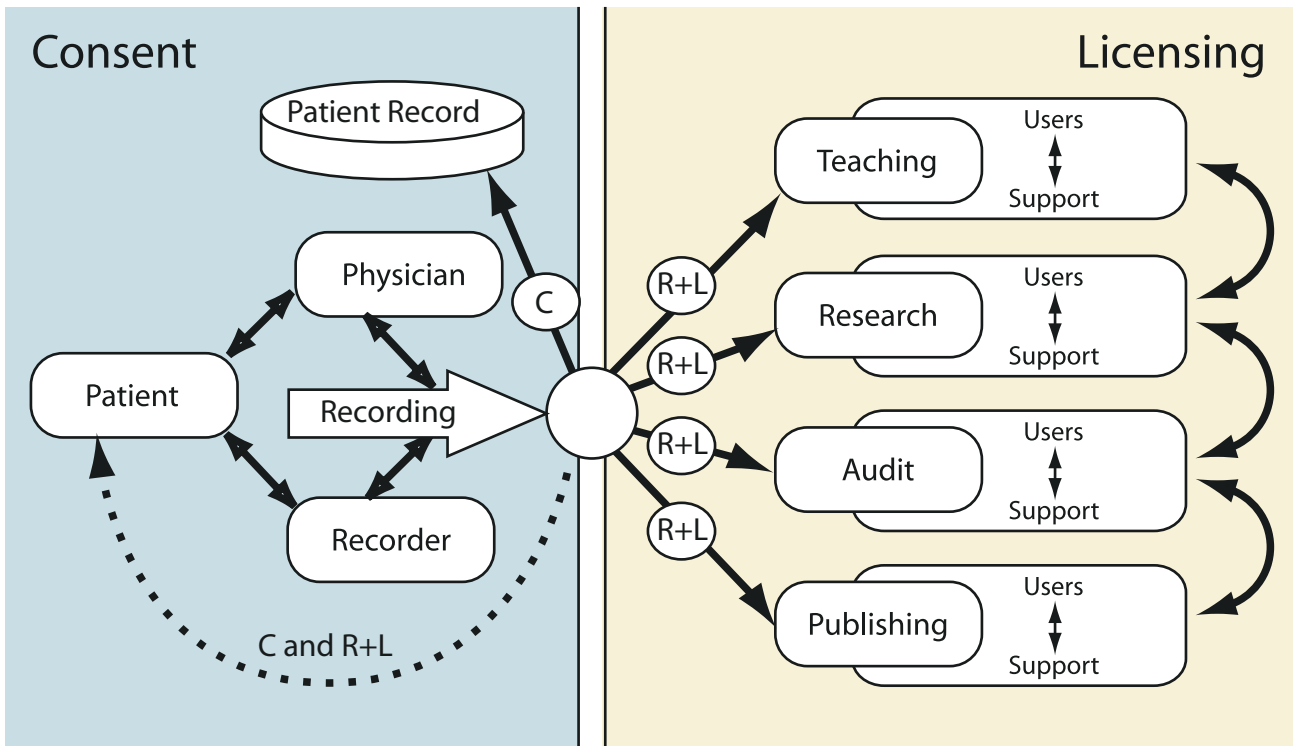 Consent
Patient Record
Physician
C
Patient
Recording
Recorder
C and R+L
Licensing
R+L
R+L
R+L
R+L
Teaching
Users
Support
Research
Users
Support
Audit
Users
Support
Publishing
Users
Support